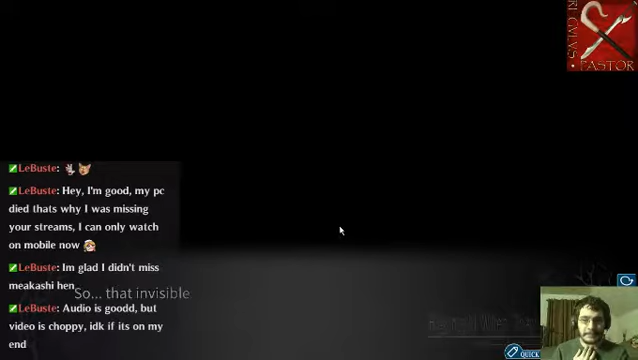 PASTOR
LeBuste:
LeBuste: Hey, I'm good, my pc
died thats why I was missing
your streams, I can only watch
on mobile now
LeBuste: Im glad I didn't miss
meakashi hen
So... that invisible
LeBuste: Audio is goodd, but
video is choppy, idk if its on my
end
QUICK